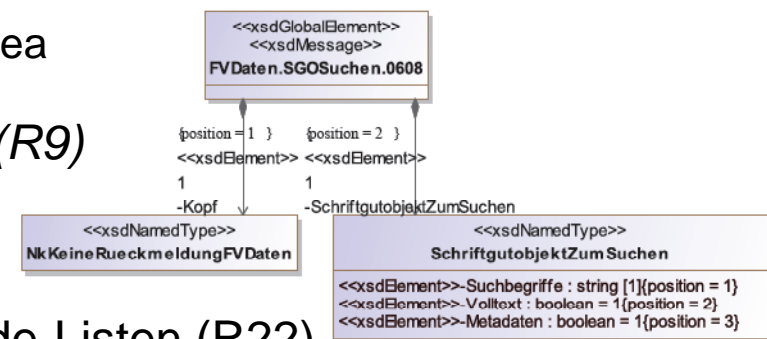 ea
(R9)
de Listen (R22)
<<xsdGlobalElement>>
<<xsdMessage>>
FVDaten.SGOSuchen.0608
{position = 1 } {position = 2 }
<<xsdElement>> <<xsdElement>>
1 1
-Kopf -SchriftgutobjektZumSuchen
<<xsdNamedType>>
NkKeineRueckmeldungFVDaten
<<xsdNamedType>>
SchriftgutobjektZumSuchen
<<xsdElement>>-Suchbegriffe : string [1]{position = 1}
<<xsdElement>>-Volltext : boolean = 1{position = 2}
<<xsdElement>>-Metadaten : boolean = 1{position = 3}